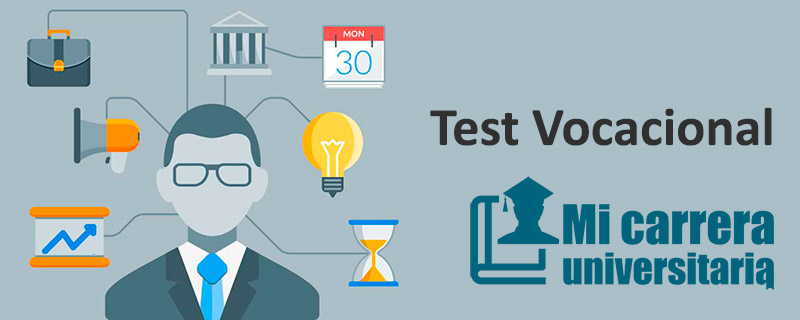 MON
30
Test Vocacional
Mi carrera
universitaria